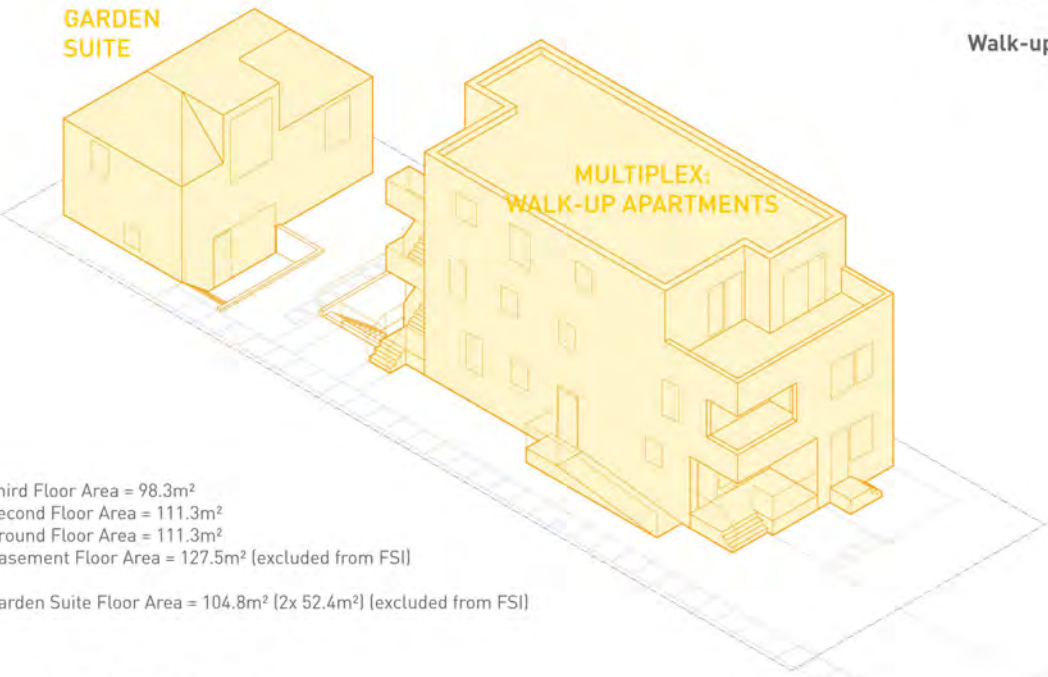 GARDEN
SUITE
Walk-up
MULTIPLEX:
WALK-UP APARTMENTS
hird Floor Area = 98.3m²
econd Floor Area = 111.3m²
round Floor Area = 111.3m²
asement Floor Area = 127.5m² (excluded from FSI)
arden Suite Floor Area = 104.8m² (2x 52.4m²) (excluded from FSI)